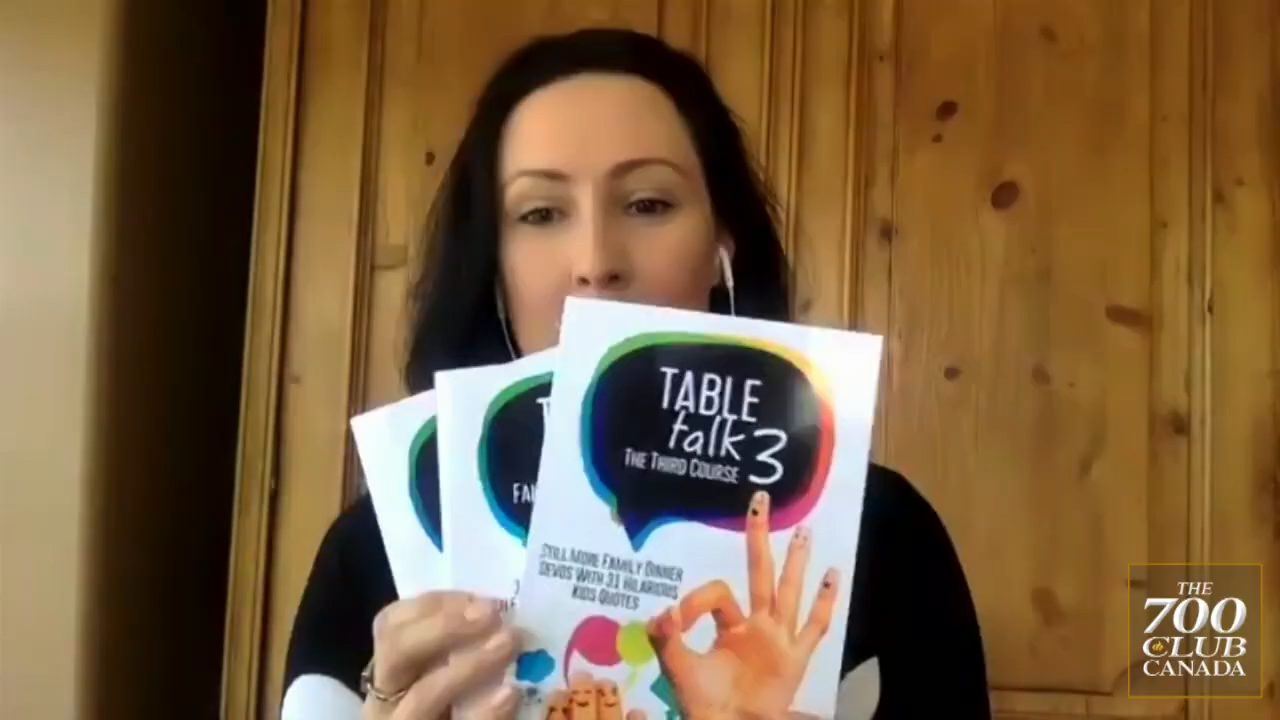 TABLE
talk 3
THE THIRD COURSE
STILL MORE FAMILY DINNER
DEVOS WITH 31 HILARIOUS
KIDS QUOTES
THE
700
CLUB
CANADA